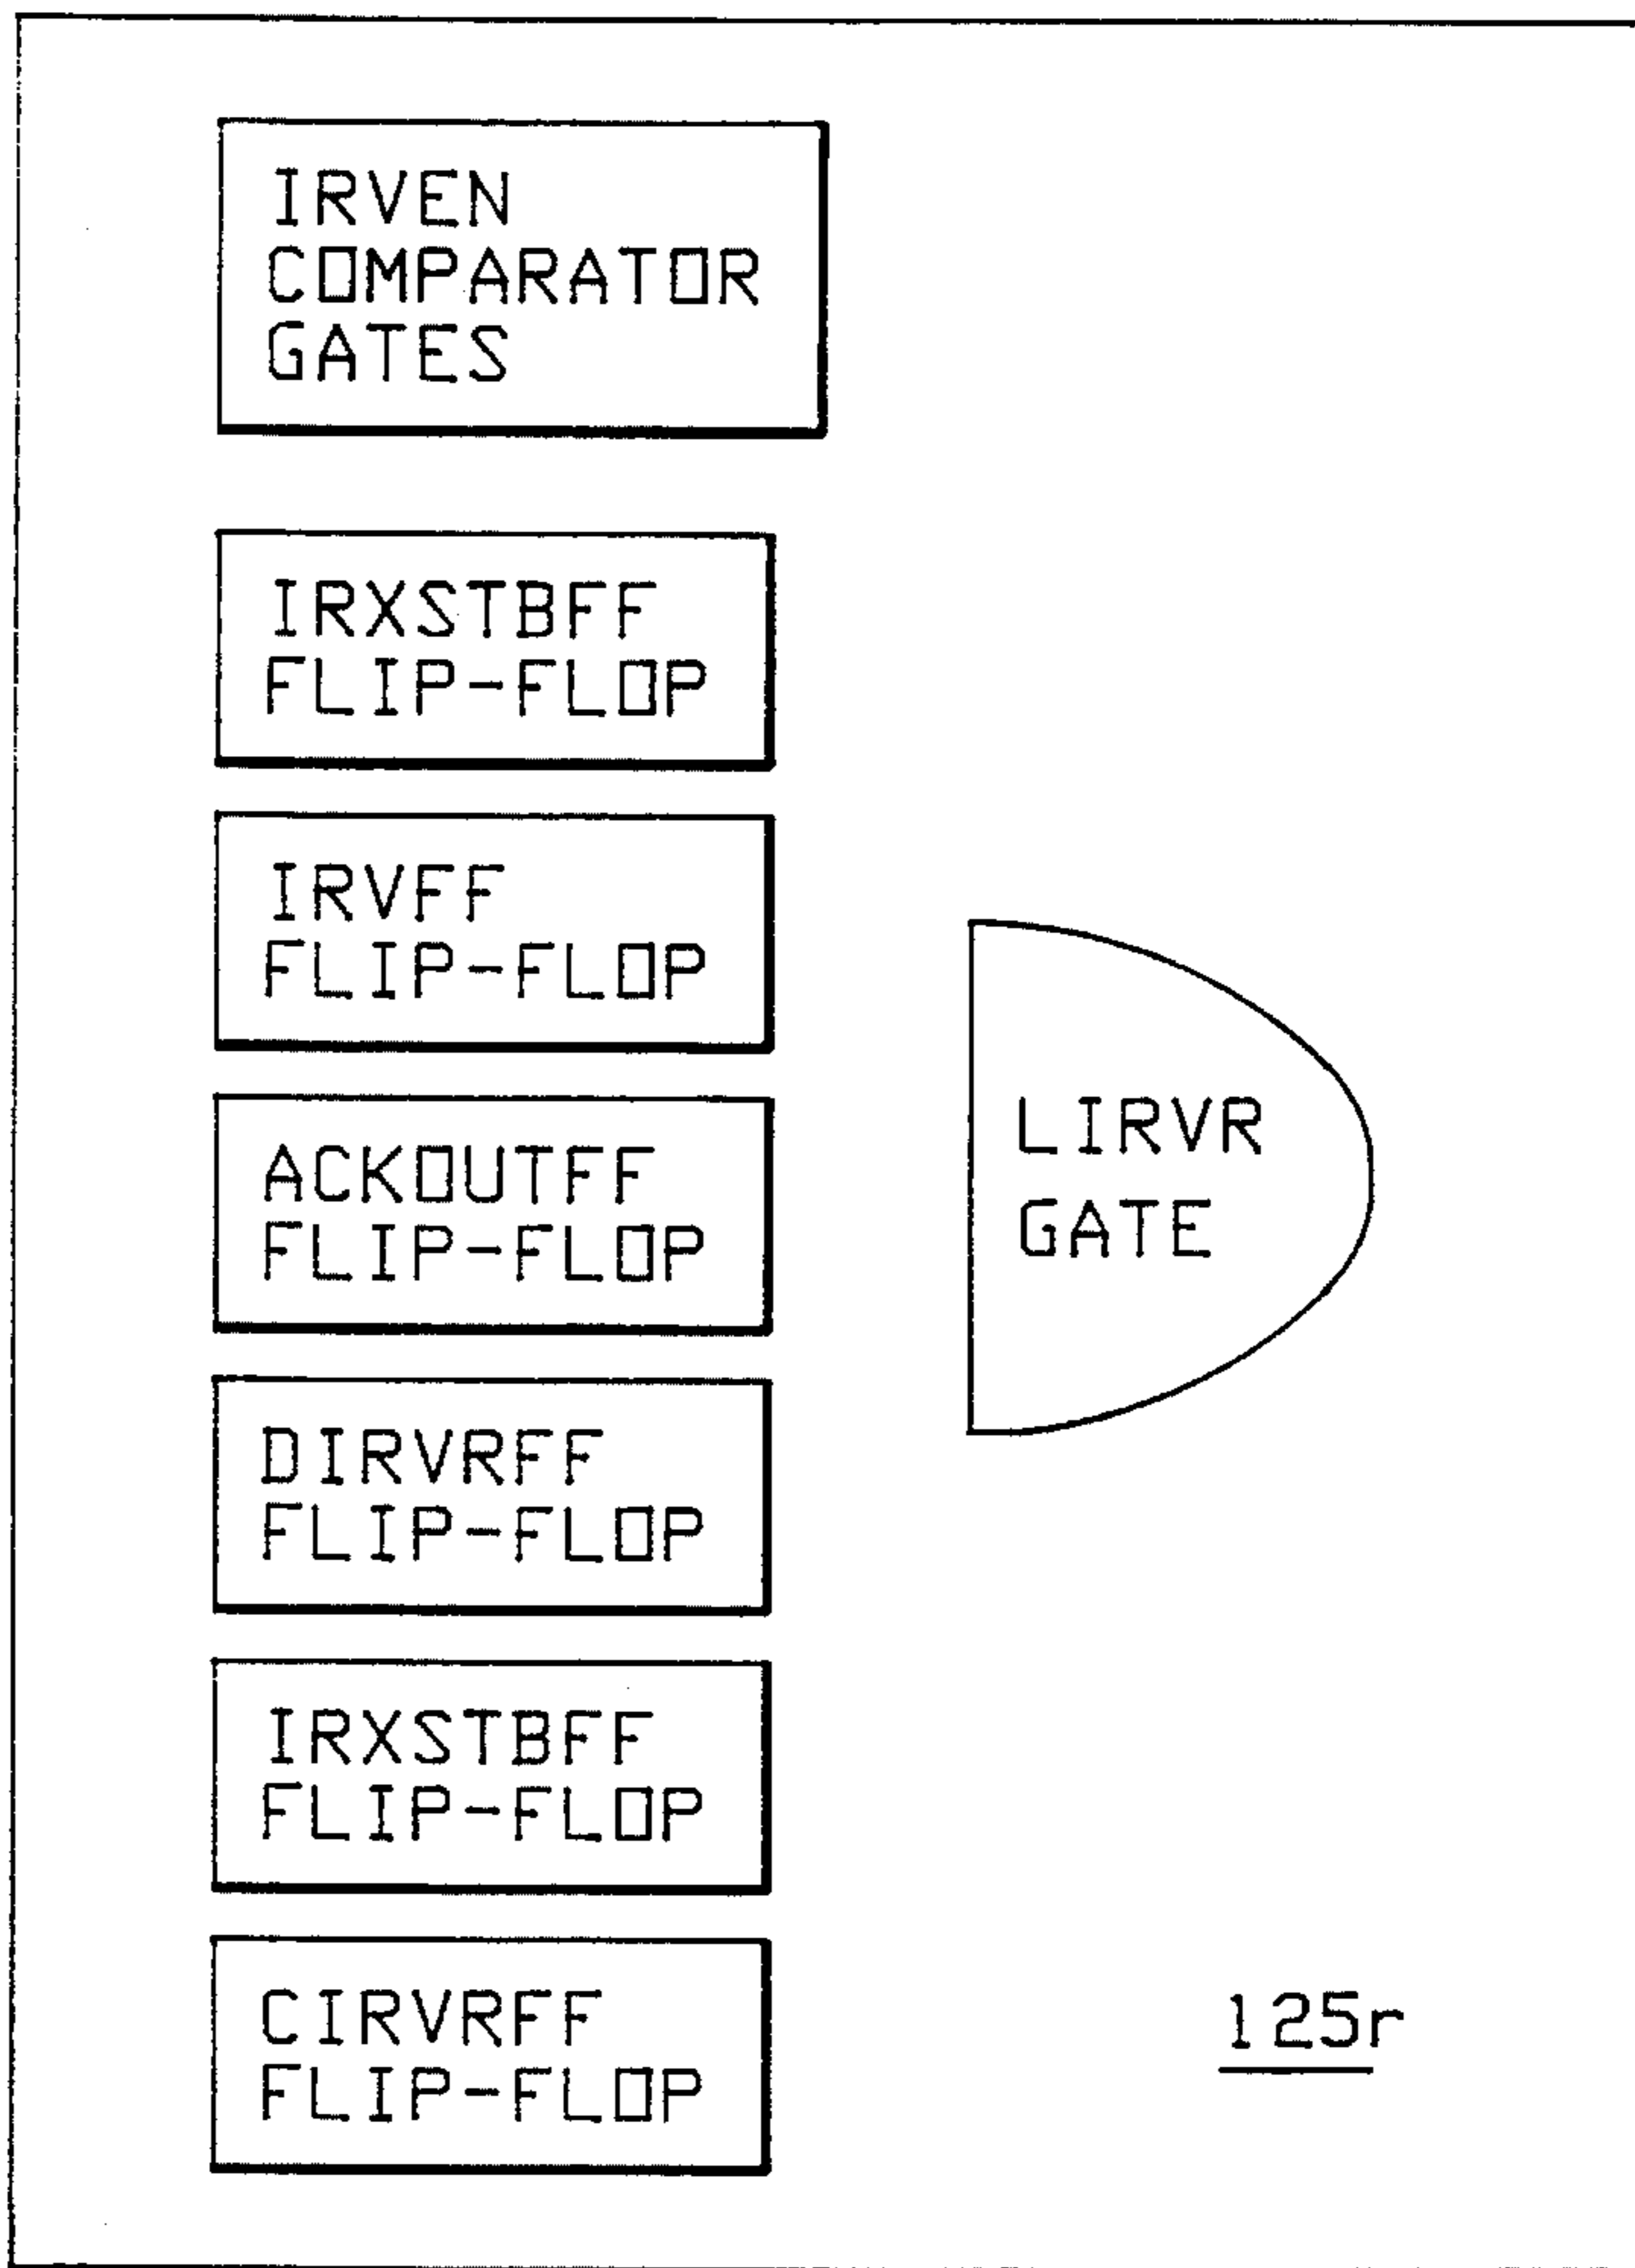 IRVEN
COMPARATOR
GATES
IRXSTBFF
FLIP-FLOP
IRVFF
FLIP-FLOP
ACKOUTFF
FLIP-FLOP
LIRVR
GATE
DIRVRFF
FLIP-FLOP
IRXSTBFF
FLIP-FLOP
CIRVRFF
FLIP-FLOP
125r